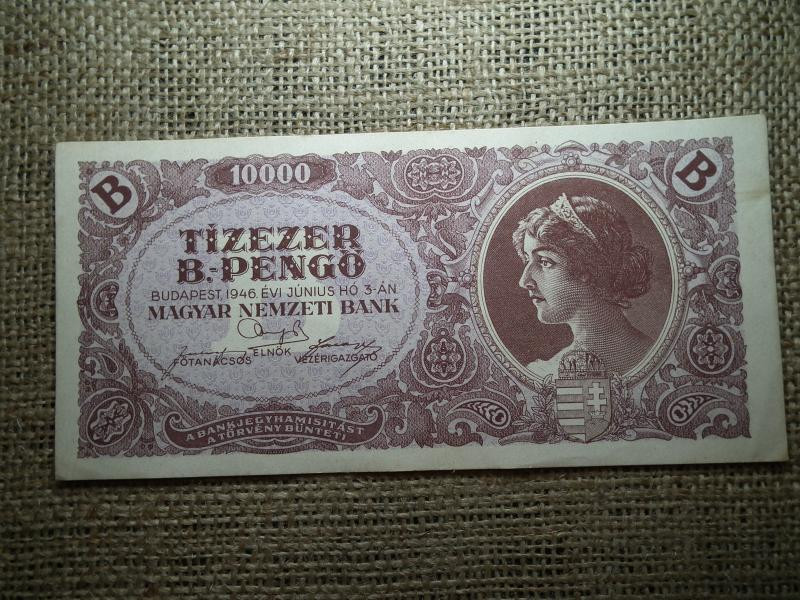 B
10000
B
TÍZEZER
B.-PENGŐ
BUDAPEST, 1946. ÉVI JÚNIUS HÓ 3-ÁN
MAGYAR NEMZETI BANK
ELNÖK
FŐTANÁCSOS VEZÉRIGAZGATÓ
A BANKJEGYHAMISÍTÁST
A TÖRVÉNY BÜNTETI